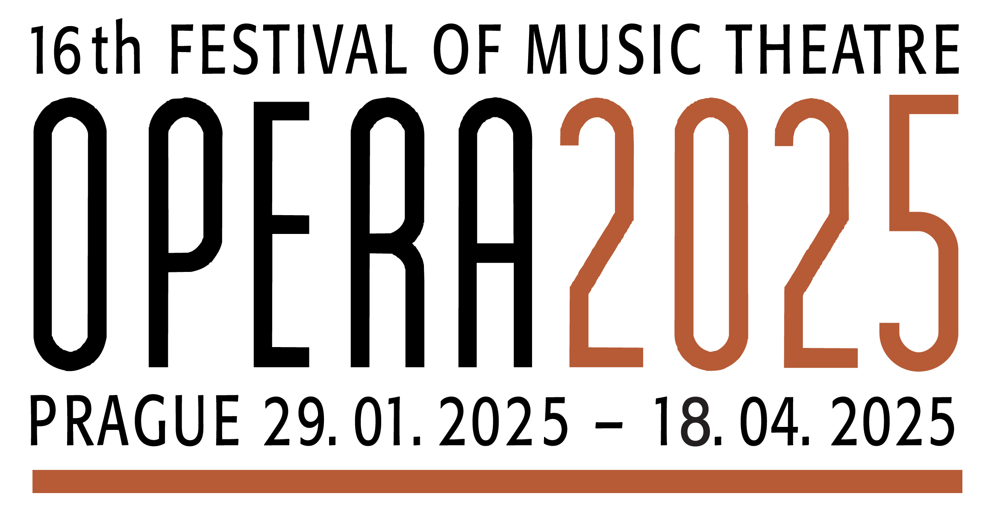 16th FESTIVAL OF MUSIC THEATRE
OPERA2025
PRAGUE 29. 01. 2025 – 18. 04. 2025